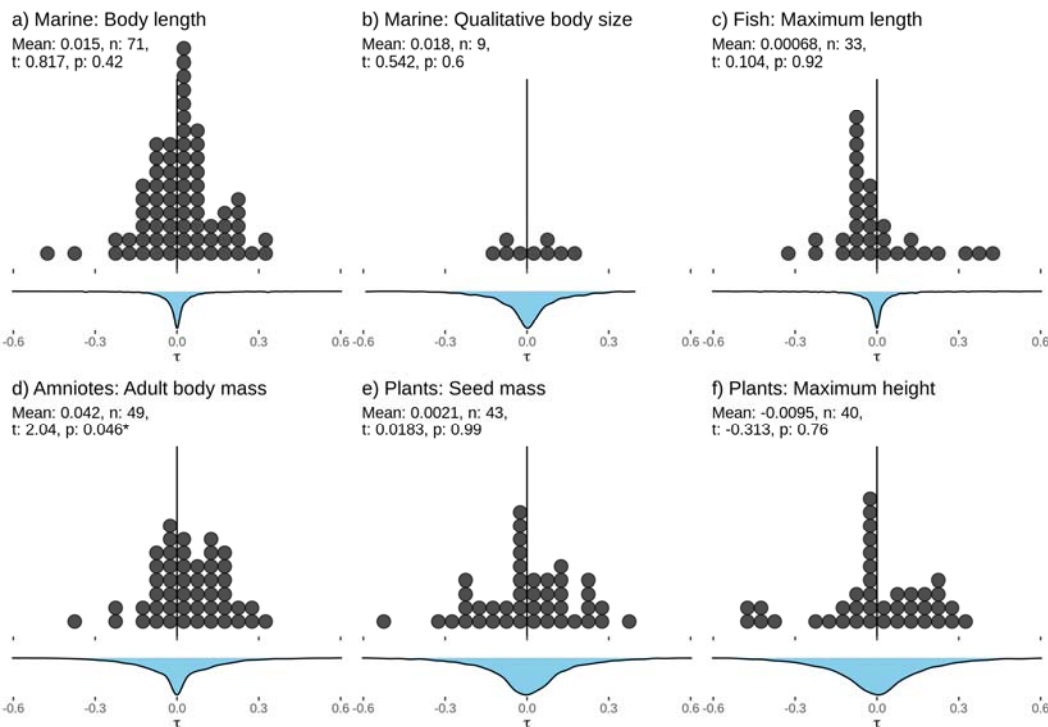 a) Marine: Body length
Mean: 0.015, n: 71,
t: 0.817, p: 0.42
b) Marine: Qualitative body size
Mean: 0.018, n: 9,
t: 0.542, p: 0.6
c) Fish: Maximum length
Mean: 0.00068, n: 33,
t: 0.104, p: 0.92
-0.6 -0.3 0.0 0.3 0.6
τ
-0.6 -0.3 0.0 0.3 0.6
τ
-0.6 -0.3 0.0 0.3 0.6
τ
d) Amniotes: Adult body mass
Mean: 0.042, n: 49,
t: 2.04, p: 0.046*
e) Plants: Seed mass
Mean: 0.0021, n: 43,
t: 0.0183, p: 0.99
f) Plants: Maximum height
Mean: -0.0095, n: 40,
t: -0.313, p: 0.76
-0.6 -0.3 0.0 0.3 0.6
τ
-0.6 -0.3 0.0 0.3 0.6
τ
-0.6 -0.3 0.0 0.3 0.6
τ